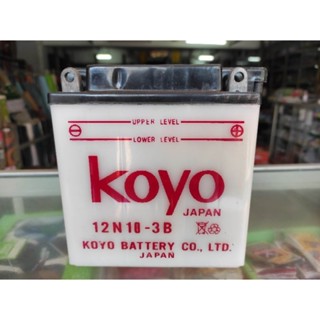 UPPER LEVEL
LOWER LEVEL
koyo
JAPAN
12N10-3B
KOYO BATTERY CO., LTD.
JAPAN